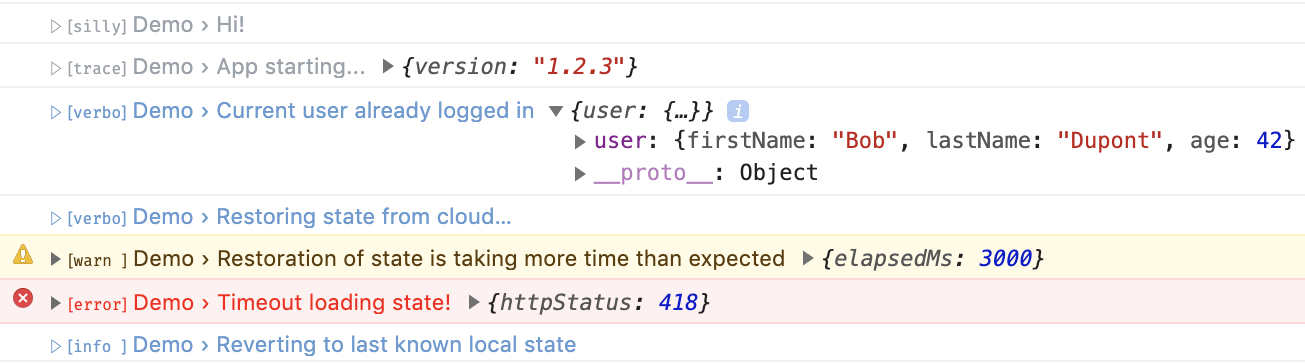 [silly] Demo › Hi!
[trace] Demo › App starting... {version: "1.2.3"}
[verbo] Demo › Current user already logged in {user: {…}} i
user: {firstName: "Bob", lastName: "Dupont", age: 42}
__proto__: Object
[verbo] Demo › Restoring state from cloud...
[warn ] Demo › Restoration of state is taking more time than expected {elapsedMs: 3000}
[error] Demo › Timeout loading state! {httpStatus: 418}
[info ] Demo › Reverting to last known local state